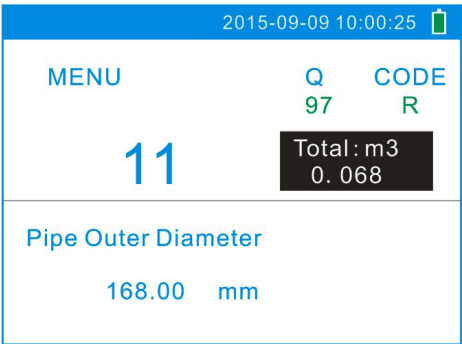 2015-09-09 10:00:25
MENU Q CODE
97 R
11 Total:m3
0.068
Pipe Outer Diameter
168.00 mm